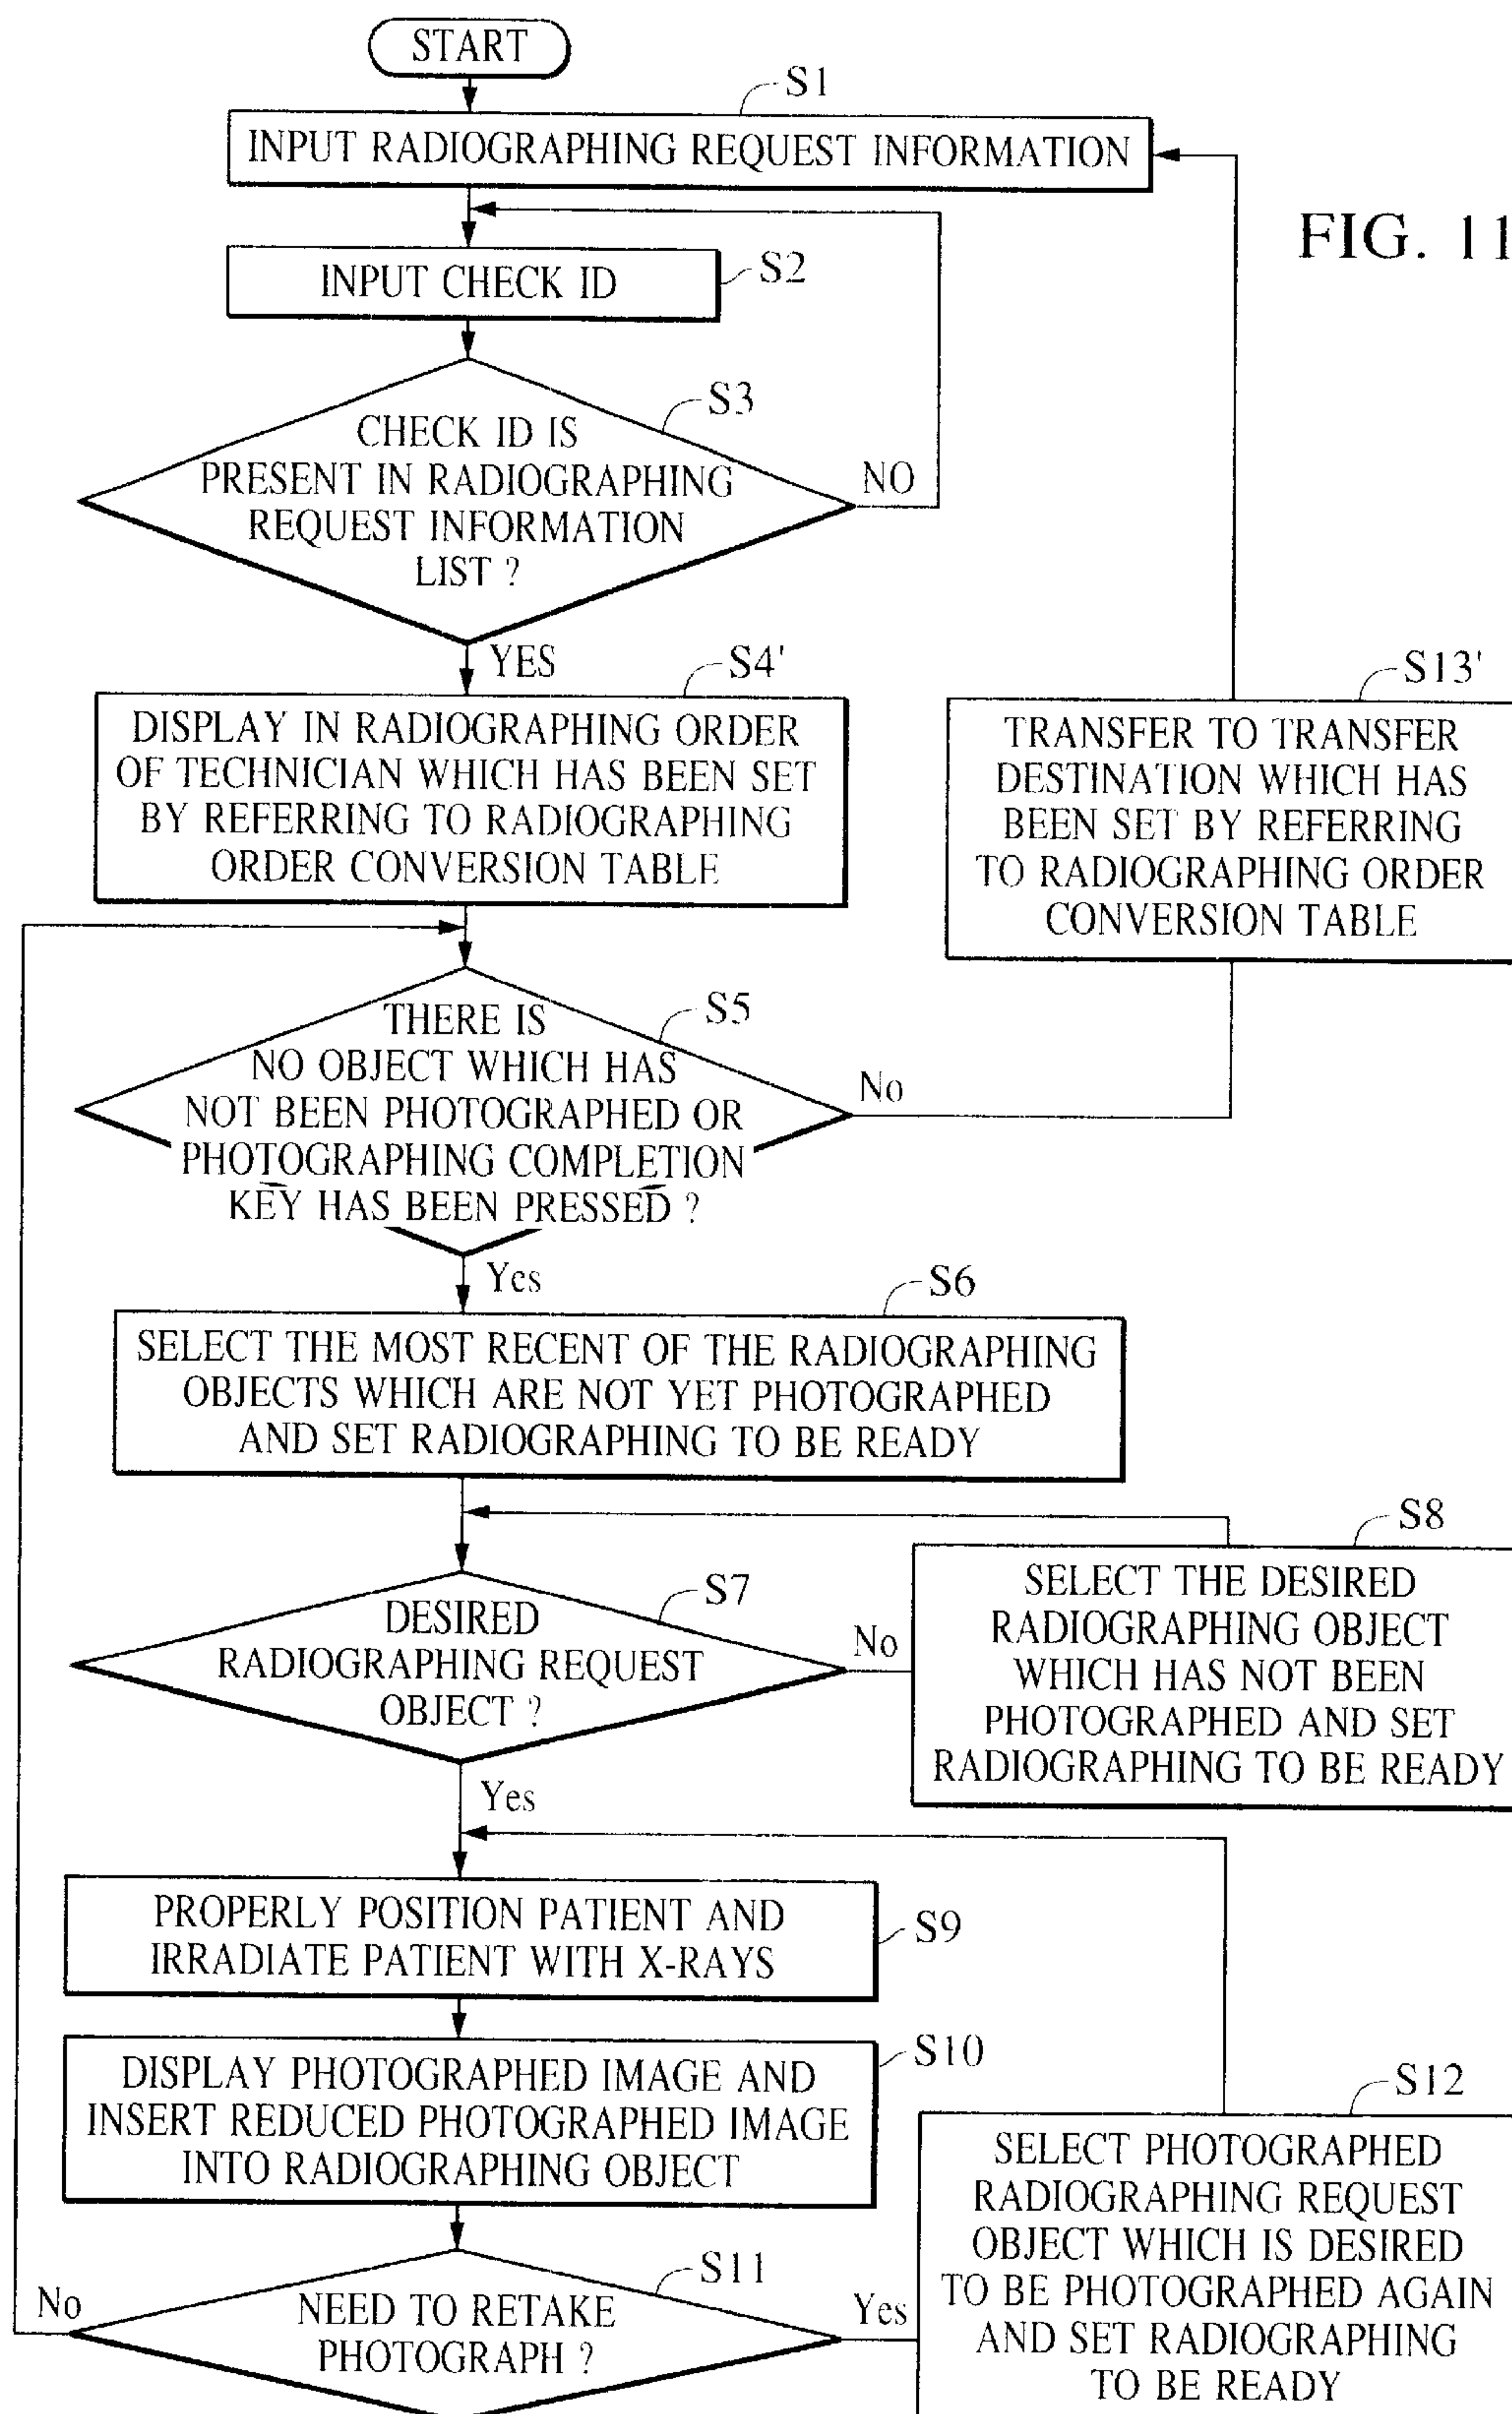 START
S1
INPUT RADIOGRAPHING REQUEST INFORMATION
FIG. 11
INPUT CHECK ID
S2
S3
CHECK ID IS
PRESENT IN RADIOGRAPHING
REQUEST INFORMATION
LIST ?
NO
YES
S4'
DISPLAY IN RADIOGRAPHING ORDER
OF TECHNICIAN WHICH HAS BEEN SET
BY REFERRING TO RADIOGRAPHING
ORDER CONVERSION TABLE
S13'
TRANSFER TO TRANSFER
DESTINATION WHICH HAS
BEEN SET BY REFERRING
TO RADIOGRAPHING ORDER
CONVERSION TABLE
S5
THERE IS
NO OBJECT WHICH HAS
NOT BEEN PHOTOGRAPHED OR
PHOTOGRAPHING COMPLETION
KEY HAS BEEN PRESSED ?
No
Yes
S6
SELECT THE MOST RECENT OF THE RADIOGRAPHING
OBJECTS WHICH ARE NOT YET PHOTOGRAPHED
AND SET RADIOGRAPHING TO BE READY
S7
DESIRED
RADIOGRAPHING REQUEST
OBJECT ?
No
S8
SELECT THE DESIRED
RADIOGRAPHING OBJECT
WHICH HAS NOT BEEN
PHOTOGRAPHED AND SET
RADIOGRAPHING TO BE READY
Yes
PROPERLY POSITION PATIENT AND
IRRADIATE PATIENT WITH X-RAYS
S9
S10
DISPLAY PHOTOGRAPHED IMAGE AND
INSERT REDUCED PHOTOGRAPHED IMAGE
INTO RADIOGRAPHING OBJECT
S11
No
NEED TO RETAKE
PHOTOGRAPH ?
Yes
S12
SELECT PHOTOGRAPHED
RADIOGRAPHING REQUEST
OBJECT WHICH IS DESIRED
TO BE PHOTOGRAPHED AGAIN
AND SET RADIOGRAPHING
TO BE READY